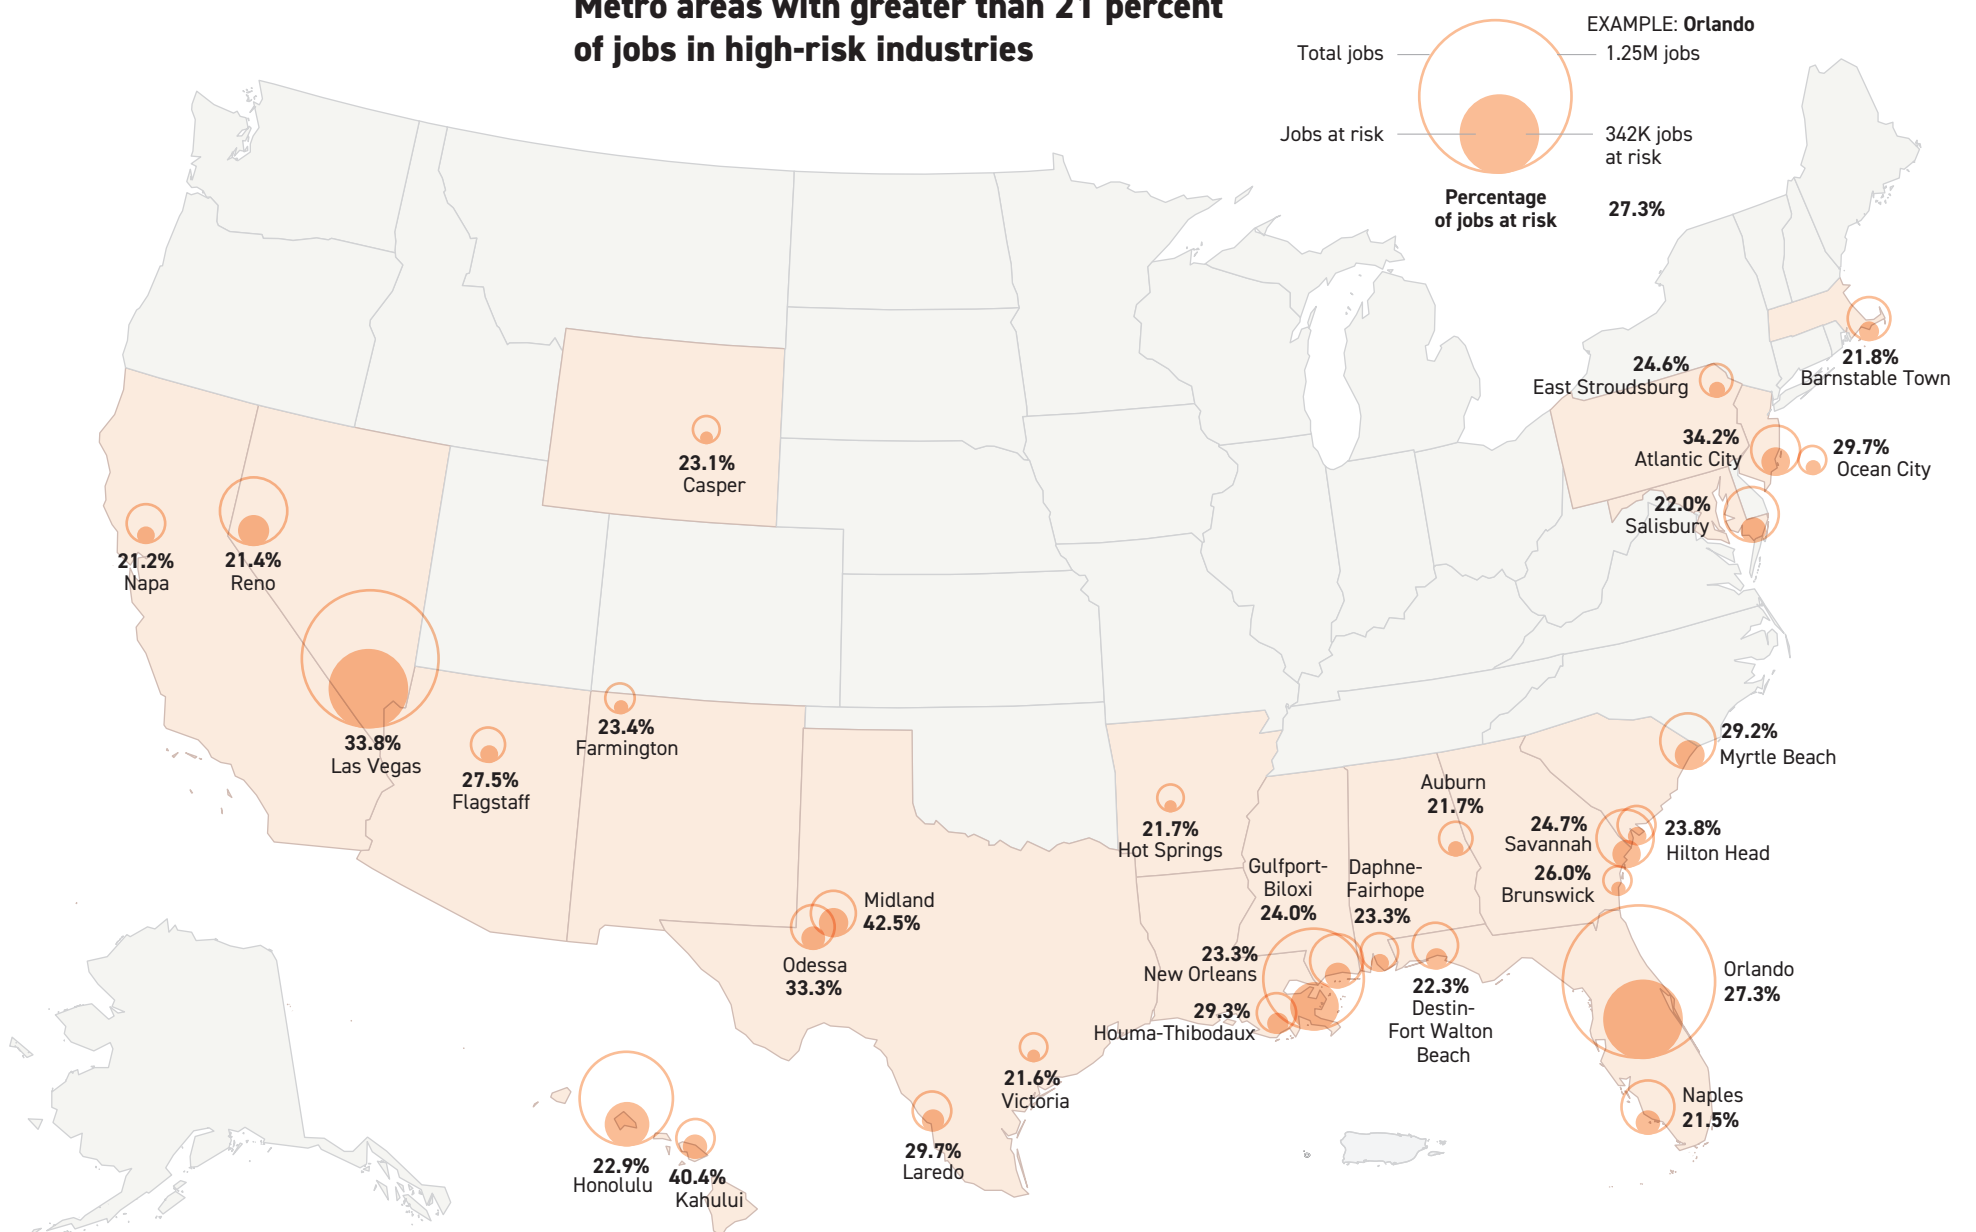 Metro areas with greater than 21 percent
of jobs in high-risk industries
EXAMPLE: Orlando
Total jobs
1.25M jobs
Jobs at risk
342K jobs
at risk
Percentage
of jobs at risk
27.3%
21.8%
Barnstable Town
24.6%
East Stroudsburg
34.2%
Atlantic City
29.7%
Ocean City
22.0%
Salisbury
23.1%
Casper
21.2%
Napa
21.4%
Reno
33.8%
Las Vegas
27.5%
Flagstaff
23.4%
Farmington
29.2%
Myrtle Beach
21.7%
Hot Springs
Auburn
21.7%
24.7%
Savannah
23.8%
Hilton Head
26.0%
Brunswick
Gulfport-
Biloxi
24.0%
Daphne-
Fairhope
23.3%
Midland
42.5%
Odessa
33.3%
23.3%
New Orleans
29.3%
Houma-Thibodaux
22.3%
Destin-
Fort Walton
Beach
Orlando
27.3%
Naples
21.5%
21.6%
Victoria
29.7%
Laredo
22.9%
Honolulu
40.4%
Kahului